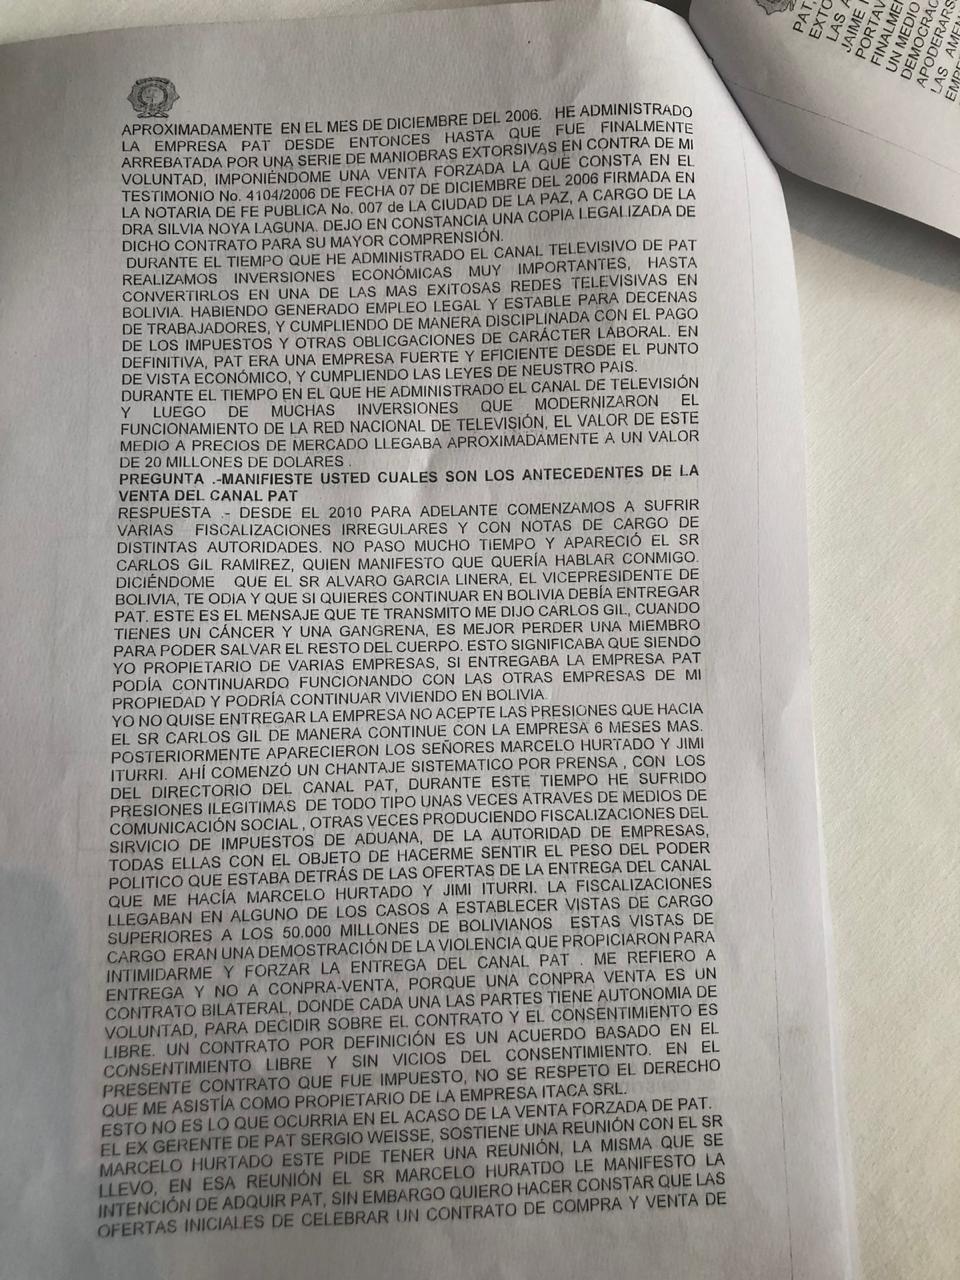 APROXIMADAMENTE EN EL MES DE DICIEMBRE DEL 2006. HE ADMINISTRADO
LA EMPRESA PAT DESDE ENTONCES HASTA QUE FUE FINALMENTE
ARREBATADA POR UNA SERIE DE MANIOBRAS EXTORSIVAS EN CONTRA DE MI
VOLUNTAD, IMPONIÉNDOME UNA VENTA FORZADA LA QUE CONSTA EN EL
TESTIMONIO No. 4104/2006 DE FECHA 07 DE DICIEMBRE DEL 2006 FIRMADA EN
LA NOTARIA DE FE PUBLICA No. 007 de LA CIUDAD DE LA PAZ, A CARGO DE LA
DRA SILVIA NOYA LAGUNA. DEJO EN CONSTANCIA UNA COPIA LEGALIZADA DE
DICHO CONTRATO PARA SU MAYOR COMPRENSIÓN.
DURANTE EL TIEMPO QUE HE ADMINISTRADO EL CANAL TELEVISIVO DE PAT
REALIZAMOS INVERSIONES ECONÓMICAS MUY IMPORTANTES, HASTA
CONVERTIRLOS EN UNA DE LAS MAS EXITOSAS REDES TELEVISIVAS EN
BOLIVIA. HABIENDO GENERADO EMPLEO LEGAL Y ESTABLE PARA DECENAS
DE TRABAJADORES, Y CUMPLIENDO DE MANERA DISCIPLINADA CON EL PAGO
DE LOS IMPUESTOS Y OTRAS OBLICGACIONES DE CARÁCTER LABORAL. EN
DEFINITIVA, PAT ERA UNA EMPRESA FUERTE Y EFICIENTE DESDE EL PUNTO
DE VISTA ECONÓMICO, Y CUMPLIENDO LAS LEYES DE NEUSTRO PAIS.
DURANTE EL TIEMPO EN EL QUE HE ADMINISTRADO EL CANAL DE TELEVISIÓN
Y LUEGO DE MUCHAS INVERSIONES QUE MODERNIZARON EL
FUNCIONAMIENTO DE LA RED NACIONAL DE TELEVISIÓN, EL VALOR DE ESTE
MEDIO A PRECIOS DE MERCADO LLEGABA APROXIMADAMENTE A UN VALOR
DE 20 MILLONES DE DOLARES .
PREGUNTA .-MANIFIESTE USTED CUALES SON LOS ANTECEDENTES DE LA
VENTA DEL CANAL PAT
RESPUESTA .- DESDE EL 2010 PARA ADELANTE COMENZAMOS A SUFRIR
VARIAS FISCALIZACIONES IRREGULARES Y CON NOTAS DE CARGO DE
DISTINTAS AUTORIDADES. NO PASO MUCHO TIEMPO Y APARECIÓ EL SR
CARLOS GIL RAMIREZ, QUIEN MANIFESTO QUE QUERÍA HABLAR CONMIGO.
DICIÉNDOME QUE EL SR ALVARO GARCIA LINERA, EL VICEPRESIDENTE DE
BOLIVIA, TE ODIA Y QUE SI QUIERES CONTINUAR EN BOLIVIA DEBÍA ENTREGAR
PAT. ESTE ES EL MENSAJE QUE TE TRANSMITO ME DIJO CARLOS GIL, CUANDO
TIENES UN CÁNCER Y UNA GANGRENA, ES MEJOR PERDER UNA MIEMBRO
PARA PODER SALVAR EL RESTO DEL CUERPO. ESTO SIGNIFICABA QUE SIENDO
YO PROPIETARIO DE VARIAS EMPRESAS, SI ENTREGABA LA EMPRESA PAT
PODÍA CONTINUARDO FUNCIONANDO CON LAS OTRAS EMPRESAS DE MI
PROPIEDAD Y PODRÍA CONTINUAR VIVIENDO EN BOLIVIA.
YO NO QUISE ENTREGAR LA EMPRESA NO ACEPTE LAS PRESIONES QUE HACIA
EL SR CARLOS GIL DE MANERA CONTINUE CON LA EMPRESA 6 MESES MAS.
POSTERIORMENTE APARECIERON LOS SEÑORES MARCELO HURTADO Y JIMI
ITURRI. AHÍ COMENZÓ UN CHANTAJE SISTEMATICO POR PRENSA , CON LOS
DEL DIRECTORIO DEL CANAL PAT, DURANTE ESTE TIEMPO HE SUFRIDO
PRESIONES ILEGITIMAS DE TODO TIPO UNAS VECES ATRAVES DE MEDIOS DE
COMUNICACIÓN SOCIAL , OTRAS VECES PRODUCIENDO FISCALIZACIONES DEL
SIRVICIO DE IMPUESTOS DE ADUANA, DE LA AUTORIDAD DE EMPRESAS,
TODAS ELLAS CON EL OBJETO DE HACERME SENTIR EL PESO DEL PODER
POLITICO QUE ESTABA DETRÁS DE LAS OFERTAS DE LA ENTREGA DEL CANAL
QUE ME HACÍA MARCELO HURTADO Y JIMI ITURRI. LA FISCALIZACIONES
LLEGABAN EN ALGUNO DE LOS CASOS A ESTABLECER VISTAS DE CARGO
SUPERIORES A LOS 50.000 MILLONES DE BOLIVIANOS ESTAS VISTAS DE
CARGO ERAN UNA DEMOSTRACIÓN DE LA VIOLENCIA QUE PROPICIARON PARA
INTIMIDARME Y FORZAR LA ENTREGA DEL CANAL PAT . ME REFIERO A
ENTREGA Y NO A CONPRA-VENTA, PORQUE UNA CONPRA VENTA ES UN
CONTRATO BILATERAL, DONDE CADA UNA LAS PARTES TIENE AUTONOMIA DE
VOLUNTAD, PARA DECIDIR SOBRE EL CONTRATO Y EL CONSENTIMIENTO ES
LIBRE. UN CONTRATO POR DEFINICIÓN ES UN ACUERDO BASADO EN EL
CONSENTIMIENTO LIBRE Y SIN VICIOS DEL CONSENTIMIENTO. EN EL
PRESENTE CONTRATO QUE FUE IMPUESTO, NO SE RESPETO EL DERECHO
QUE ME ASISTÍA COMO PROPIETARIO DE LA EMPRESA ITACA SRL.
ESTO NO ES LO QUE OCURRIA EN EL ACASO DE LA VENTA FORZADA DE PAT.
EL EX GERENTE DE PAT SERGIO WEISSE, SOSTIENE UNA REUNIÓN CON EL SR
MARCELO HURTADO ESTE PIDE TENER UNA REUNIÓN, LA MISMA QUE SE
LLEVO, EN ESA REUNIÓN EL SR MARCELO HURATDO LE MANIFESTO LA
INTENCIÓN DE ADQUIR PAT, SIN EMBARGO QUIERO HACER CONSTAR QUE LAS
OFERTAS INICIALES DE CELEBRAR UN CONTRATO DE COMPRA Y VENTA DE
PAT,
EXTO
LAS A
JAIME
PORTAV
FINALMEN
UN MEDIO
DEMOCRAC
APODERARS
LAS AMEN
EMPR